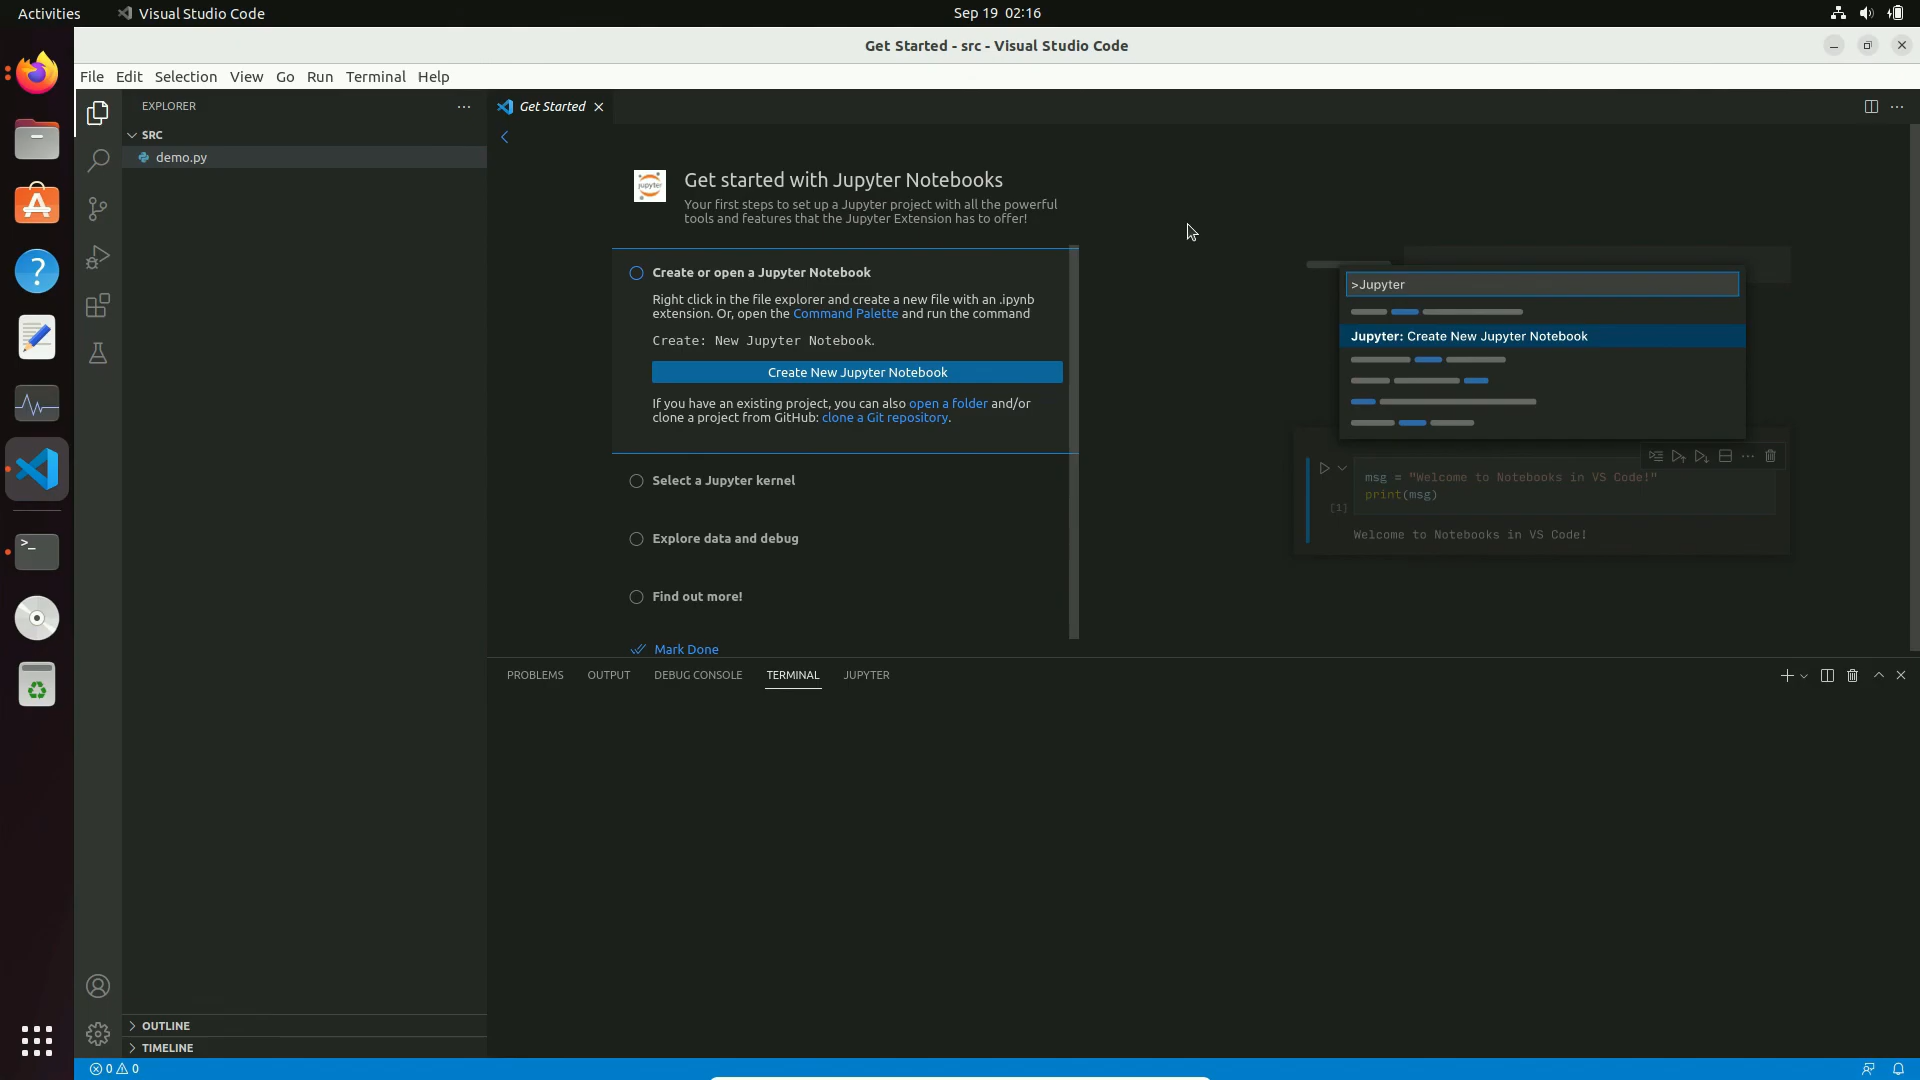 Activities
Visual Studio Code
Sep 19 02:16
Get Started - src - Visual Studio Code
File Edit Selection View Go Run Terminal Help
EXPLORER
SRC
demo.py
Get Started
jupyter
Get started with Jupyter Notebooks
Your first steps to set up a Jupyter project with all the powerful
tools and features that the Jupyter Extension has to offer!
Create or open a Jupyter Notebook
Right click in the file explorer and create a new file with an .ipynb
extension. Or, open the Command Palette and run the command
Create: New Jupyter Notebook.
Create New Jupyter Notebook
If you have an existing project, you can also open a folder and/or
clone a project from GitHub: clone a Git repository.
Select a Jupyter kernel
Explore data and debug
Find out more!
Mark Done
>Jupyter
Jupyter: Create New Jupyter Notebook
msg = "Welcome to Notebooks in VS Code!"
print(msg)
[1]
Welcome to Notebooks in VS Code!
PROBLEMS OUTPUT DEBUG CONSOLE TERMINAL JUPYTER
OUTLINE
TIMELINE
0 0